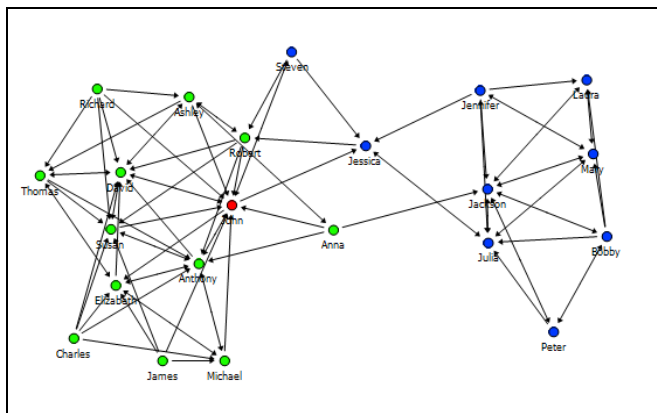 Steven
Richard
Ashley
Jennifer
Laura
Robert
Jessica
Thomas
David
Mary
John
Jackson
Susan
Anna
Julia
Bobby
Anthony
Elizabeth
Peter
Charles
James
Michael